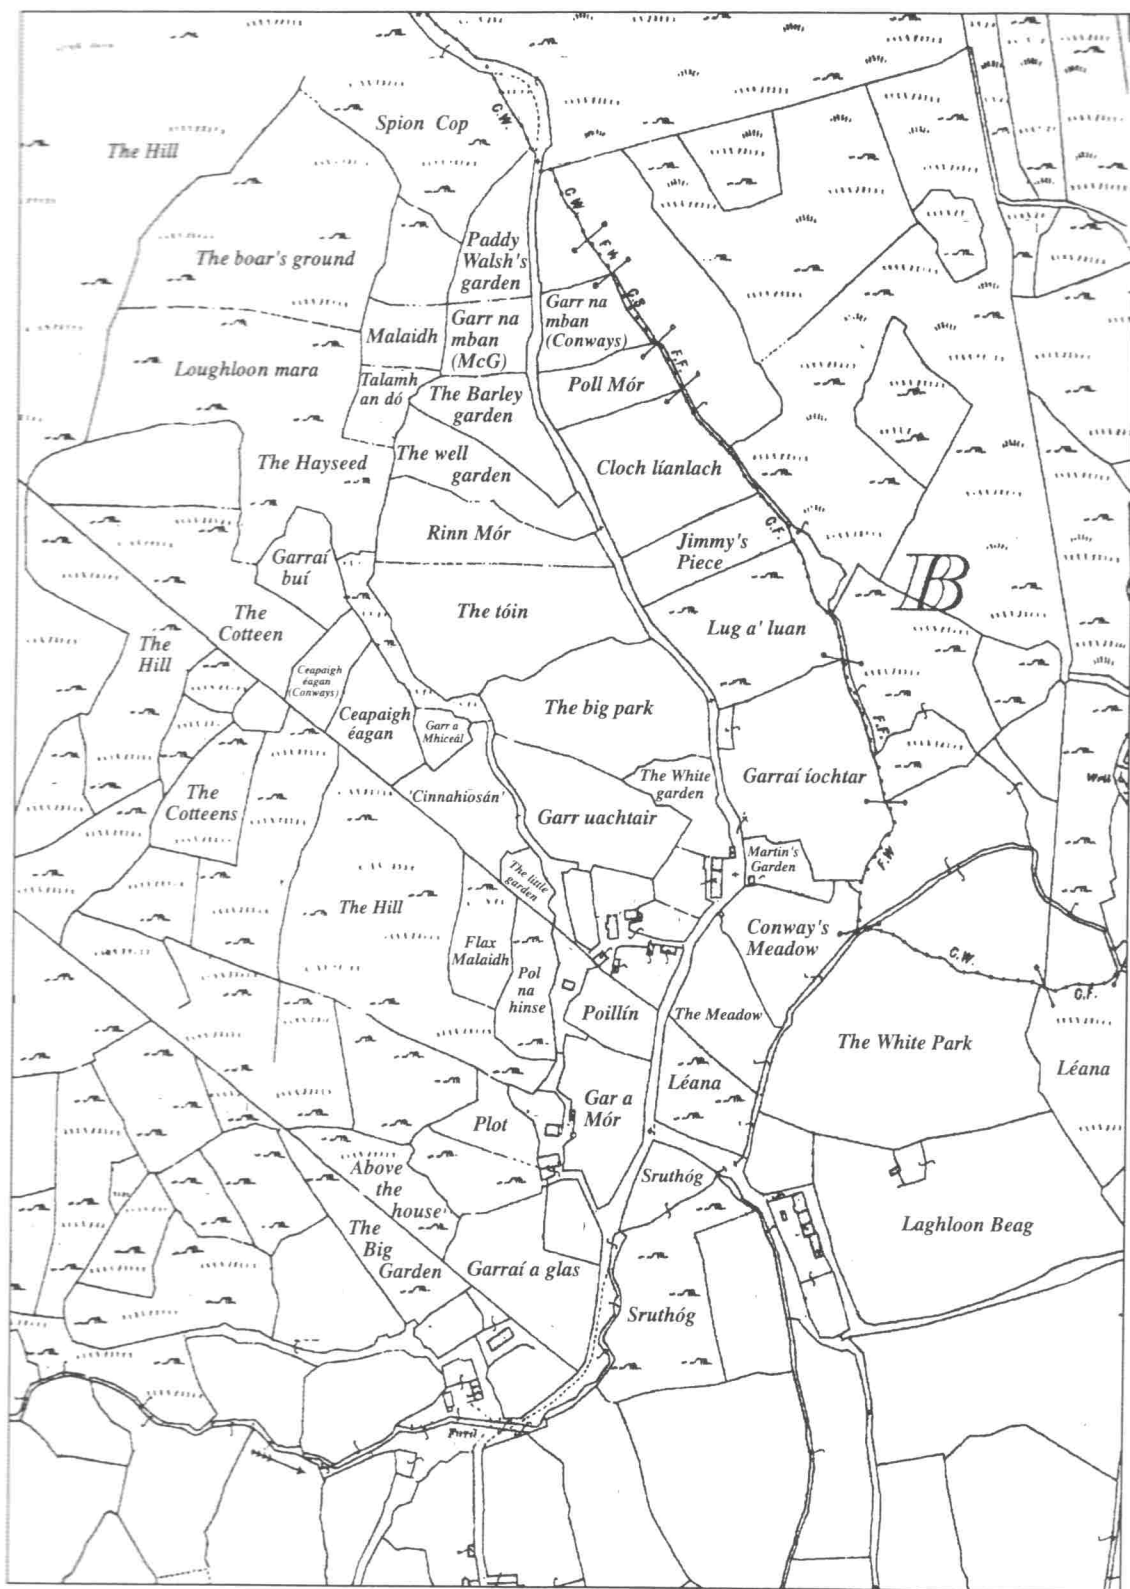 C.W.
Spion Cop
The Hill
C.W.
F.W.
Paddy
Walsh's
garden
The boar's ground
C.S.
Garr na
mban
(Conways)
Malaidh
Garr na
mban
(McG)
F.F.
Loughloon mara
Talamh
an dó
The Barley
garden
Poll Mór
The Hayseed
The well
garden
Cloch líanlach
Rinn Mór
C.F.
Jimmy's
Piece
Garraí
buí
B
The
Cotteen
The tóin
Lug a' luan
The
Hill
Ceapaigh
éagan
(Conways)
Ceapaigh
éagan
Garr a
Mhiceál
The big park
F.F.
The White
garden
Garraí íochtar
The
Cotteens
'Cinnahíosán'
Garr uachtair
F.W
Martin's
Garden
The little
garden
The Hill
Flax
Malaidh
Conway's
Meadow
C.W.
Pol
na
hinse
C.F.
Poillín
The Meadow
The White Park
Léana
Léana
Gar a
Mór
Plot
Above
the
house
Sruthóg
The
Big
Garden
Laghloon Beag
Garraí a glas
Sruthóg
Ford